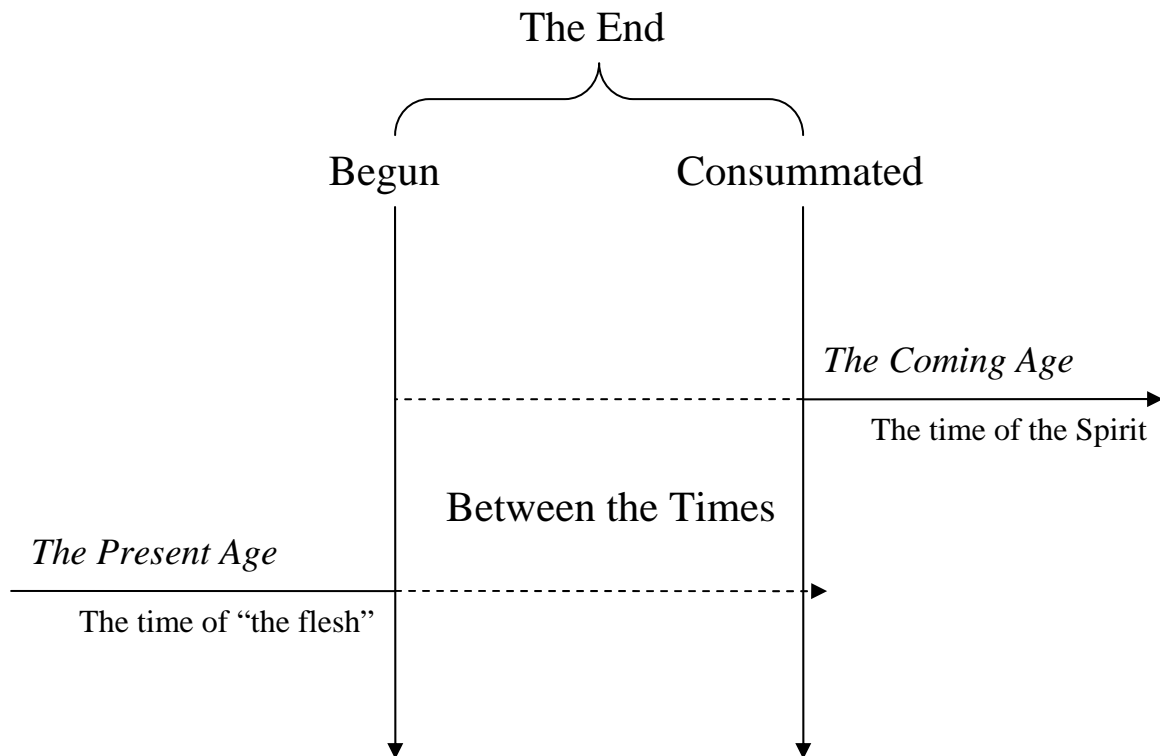 The End
Begun
Consummated
The Coming Age
The time of the Spirit
Between the Times
The Present Age
The time of “the flesh”